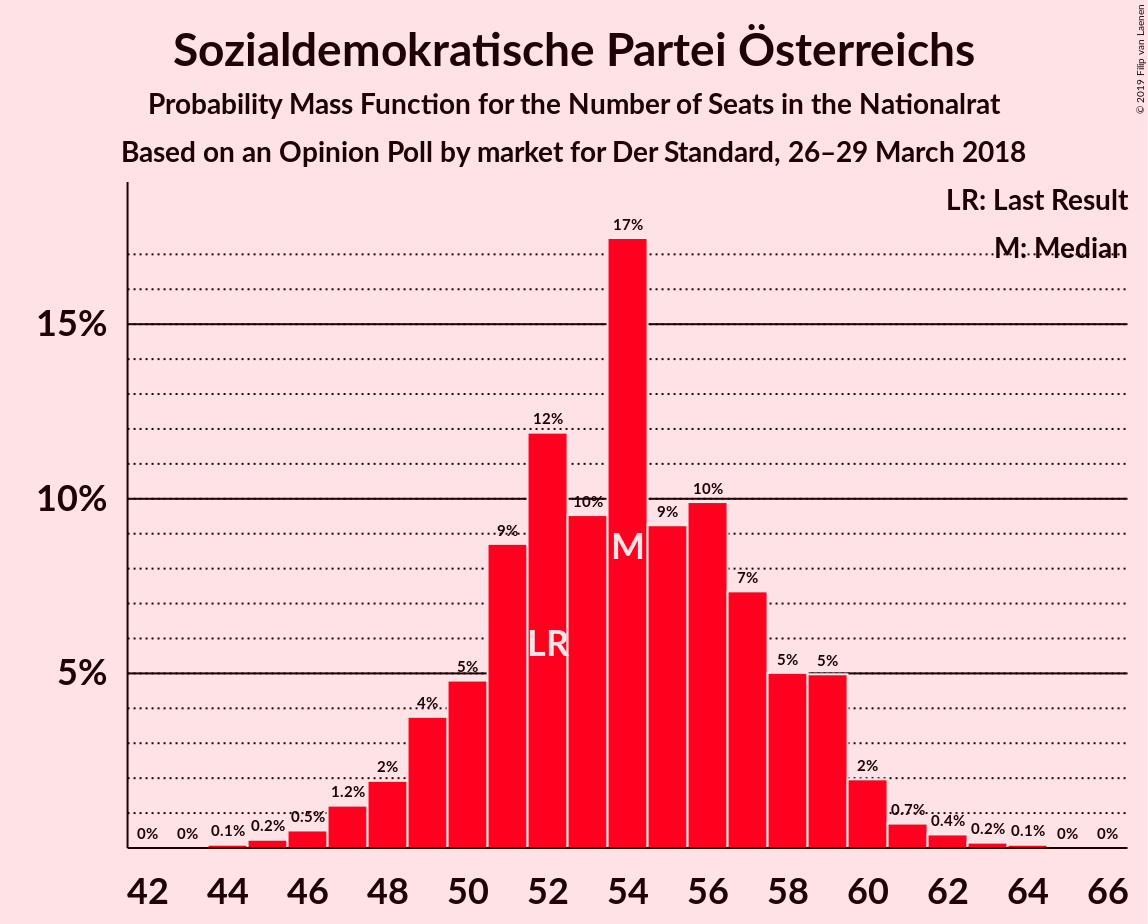 Sozialdemokratische Partei Österreichs
Probability Mass Function for the Number of Seats in the Nationalrat
Based on an Opinion Poll by market for Der Standard, 26–29 March 2018
© 2019 Filip van Laenen
LR: Last Result
M: Median
15%
10%
5%
0% 0% 0.1% 0.2% 0.5% 1.2% 2% 4% 5% 9% 12% 10% 17% 9% 10% 7% 5% 5% 2% 0.7% 0.4% 0.2% 0.1% 0% 0%
LR
M
42 44 46 48 50 52 54 56 58 60 62 64 66